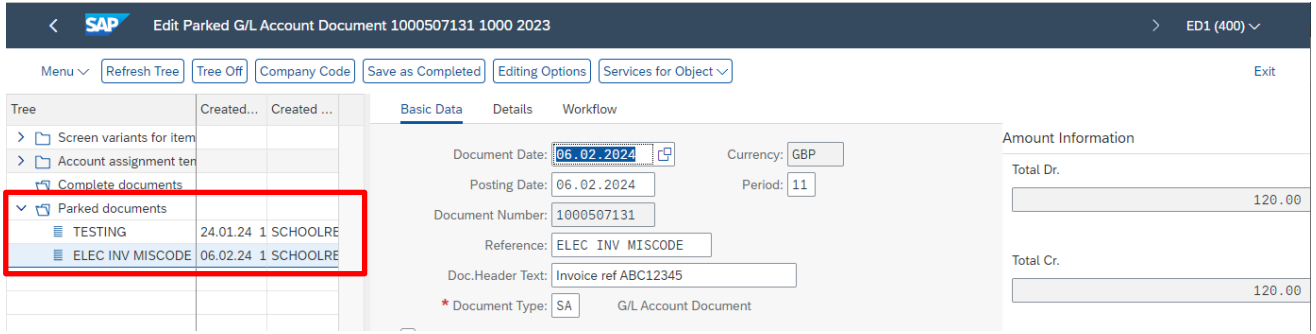 SAP Edit Parked G/L Account Document 1000507131 1000 2023 ED1 (400)
Menu Refresh Tree Tree Off Company Code Save as Completed Editing Options Services for Object Exit
Tree Created... Created ... Basic Data Details Workflow
Screen variants for item
Account assignment ten
Complete documents
Parked documents
TESTING 24.01.24 1 SCHOOLRE
ELEC INV MISCODE 06.02.24 1 SCHOOLRE
Document Date: 06.02.2024 Currency: GBP
Posting Date: 06.02.2024 Period: 11
Document Number: 1000507131
Reference: ELEC INV MISCODE
Doc.Header Text: Invoice ref ABC12345
* Document Type: SA G/L Account Document
Amount Information
Total Dr.
120.00
Total Cr.
120.00